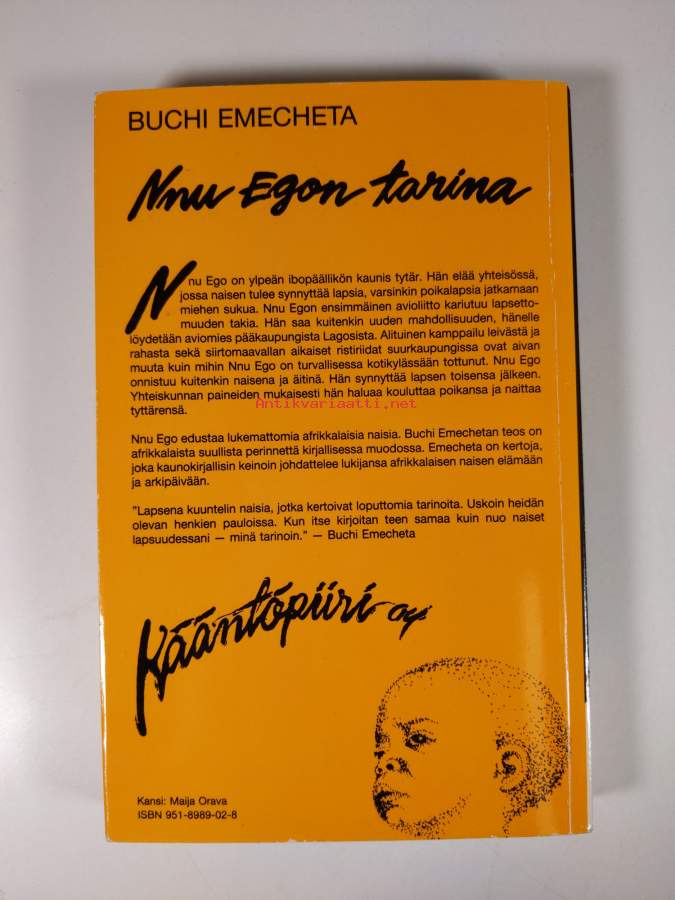 BUCHI EMECHETA
Nnu Egon tarina
Nnu Ego on ylpeän ibopäällikön kaunis tytär. Hän elää yhteisössä,
jossa naisen tulee synnyttää lapsia, varsinkin poikalapsia jatkamaan
miehen sukua. Nnu Egon ensimmäinen avioliitto kariutuu lapsetto-
muuden takia. Hän saa kuitenkin uuden mahdollisuuden, hänelle
löydetään aviomies pääkaupungista Lagosista. Alituinen kamppailu leivästä ja
rahasta sekä siirtomaavallan aikaiset ristiriidat suurkaupungissa ovat aivan
muuta kuin mihin Nnu Ego on turvallisessa kotikylässään tottunut. Nnu Ego
onnistuu kuitenkin naisena ja äitinä. Hän synnyttää lapsen toisensa jälkeen.
Yhteiskunnan paineiden mukaisesti hän haluaa kouluttaa poikansa ja naittaa
tyttärensä.
Antikvariaatti.net
Nnu Ego edustaa lukemattomia afrikkalaisia naisia. Buchi Emechetan teos on
afrikkalaista suullista perinnettä kirjallisessa muodossa. Emecheta on kertoja,
joka kaunokirjallisin keinoin johdattelee lukijansa afrikkalaisen naisen elämään
ja arkipäivään.
"Lapsena kuuntelin naisia, jotka kertoivat loputtomia tarinoita. Uskoin heidän
olevan henkien pauloissa. Kun itse kirjoitan teen samaa kuin nuo naiset
lapsuudessani — minä tarinoin." — Buchi Emecheta
Kääntöpiiri oy
Kansi: Maija Orava
ISBN 951-8989-02-8